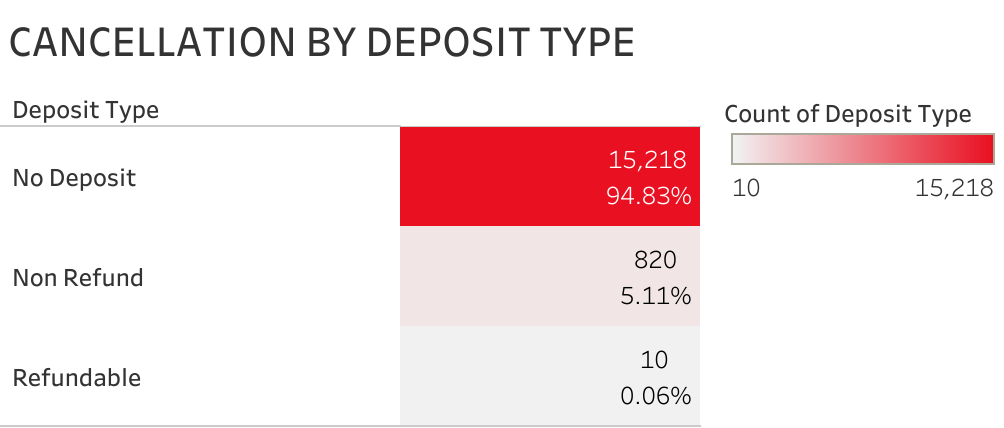 CANCELLATION BY DEPOSIT TYPE
Deposit Type
Count of Deposit Type
10 15,218
No Deposit
15,218
94.83%
Non Refund
820
5.11%
Refundable
10
0.06%